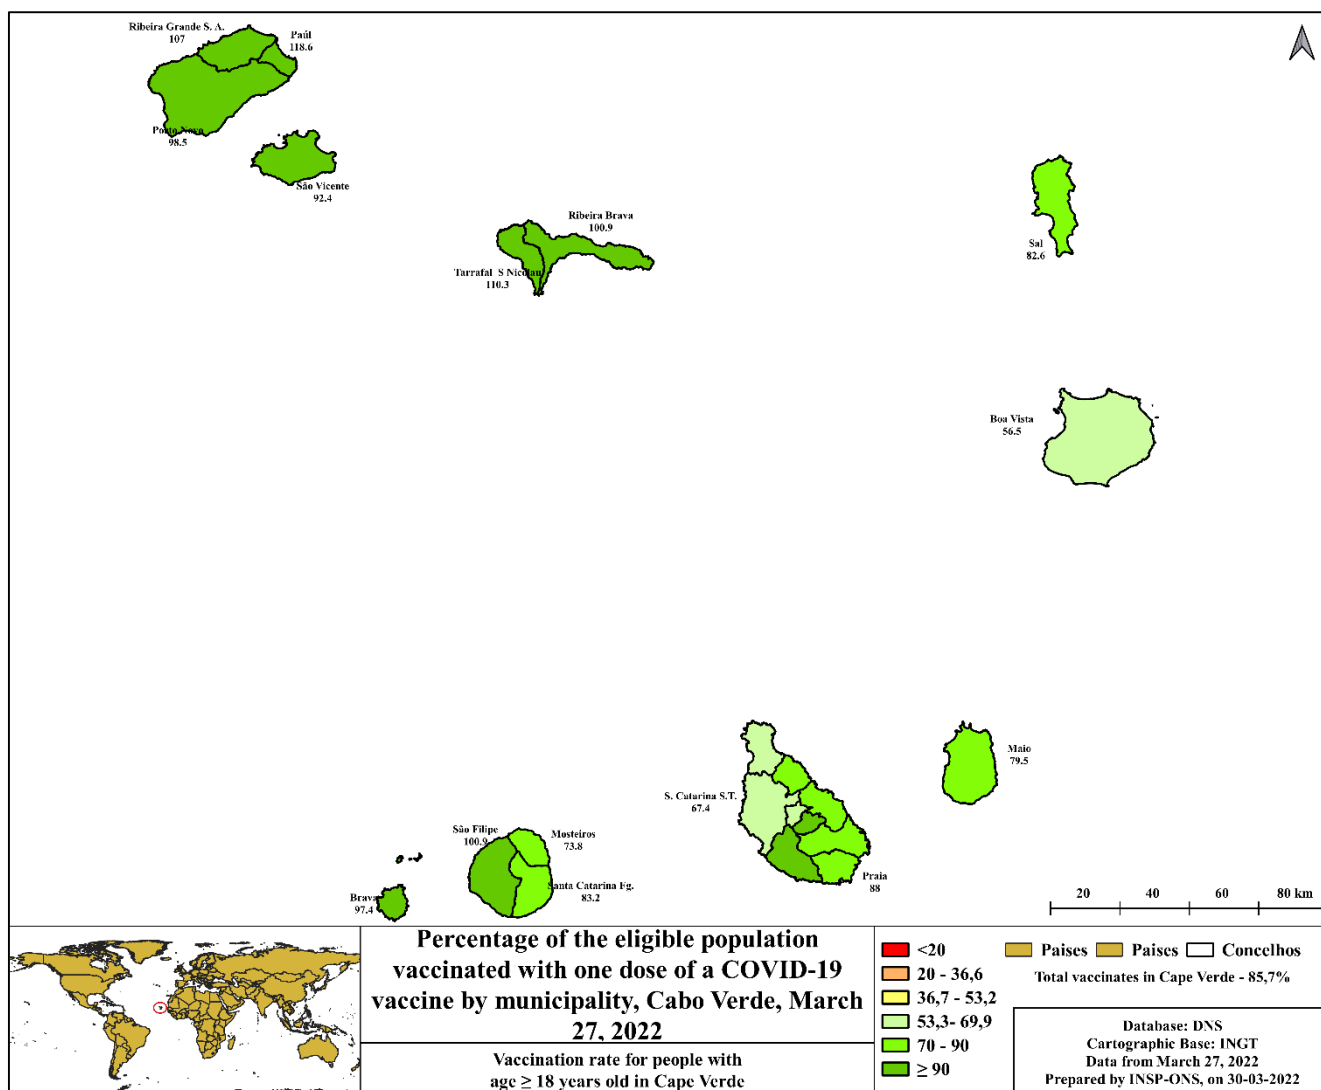 Ribeira Grande S. A.
107
Paúl
118.6
Porto Novo
98.5
São Vicente
92.4
Ribeira Brava
100.9
Tarrafal S Nicolau
110.3
Sal
82.6
Boa Vista
56.5
Maio
79.5
S. Catarina S.T.
67.4
Praia
88
São Filipe
100.9
Mosteiros
73.8
Santa Catarina Fg.
83.2
Brava
97.4
20 40 60 80 km
Percentage of the eligible population
vaccinated with one dose of a COVID-19
vaccine by municipality, Cabo Verde, March
27, 2022
Vaccination rate for people with
age ≥ 18 years old in Cape Verde
<20
20 - 36,6
36,7 - 53,2
53,3- 69,9
70 - 90
≥ 90
Paises Paises Concelhos
Total vaccinates in Cape Verde - 85,7%
Database: DNS
Cartographic Base: INGT
Data from March 27, 2022
Prepared by INSP-ONS, on 30-03-2022